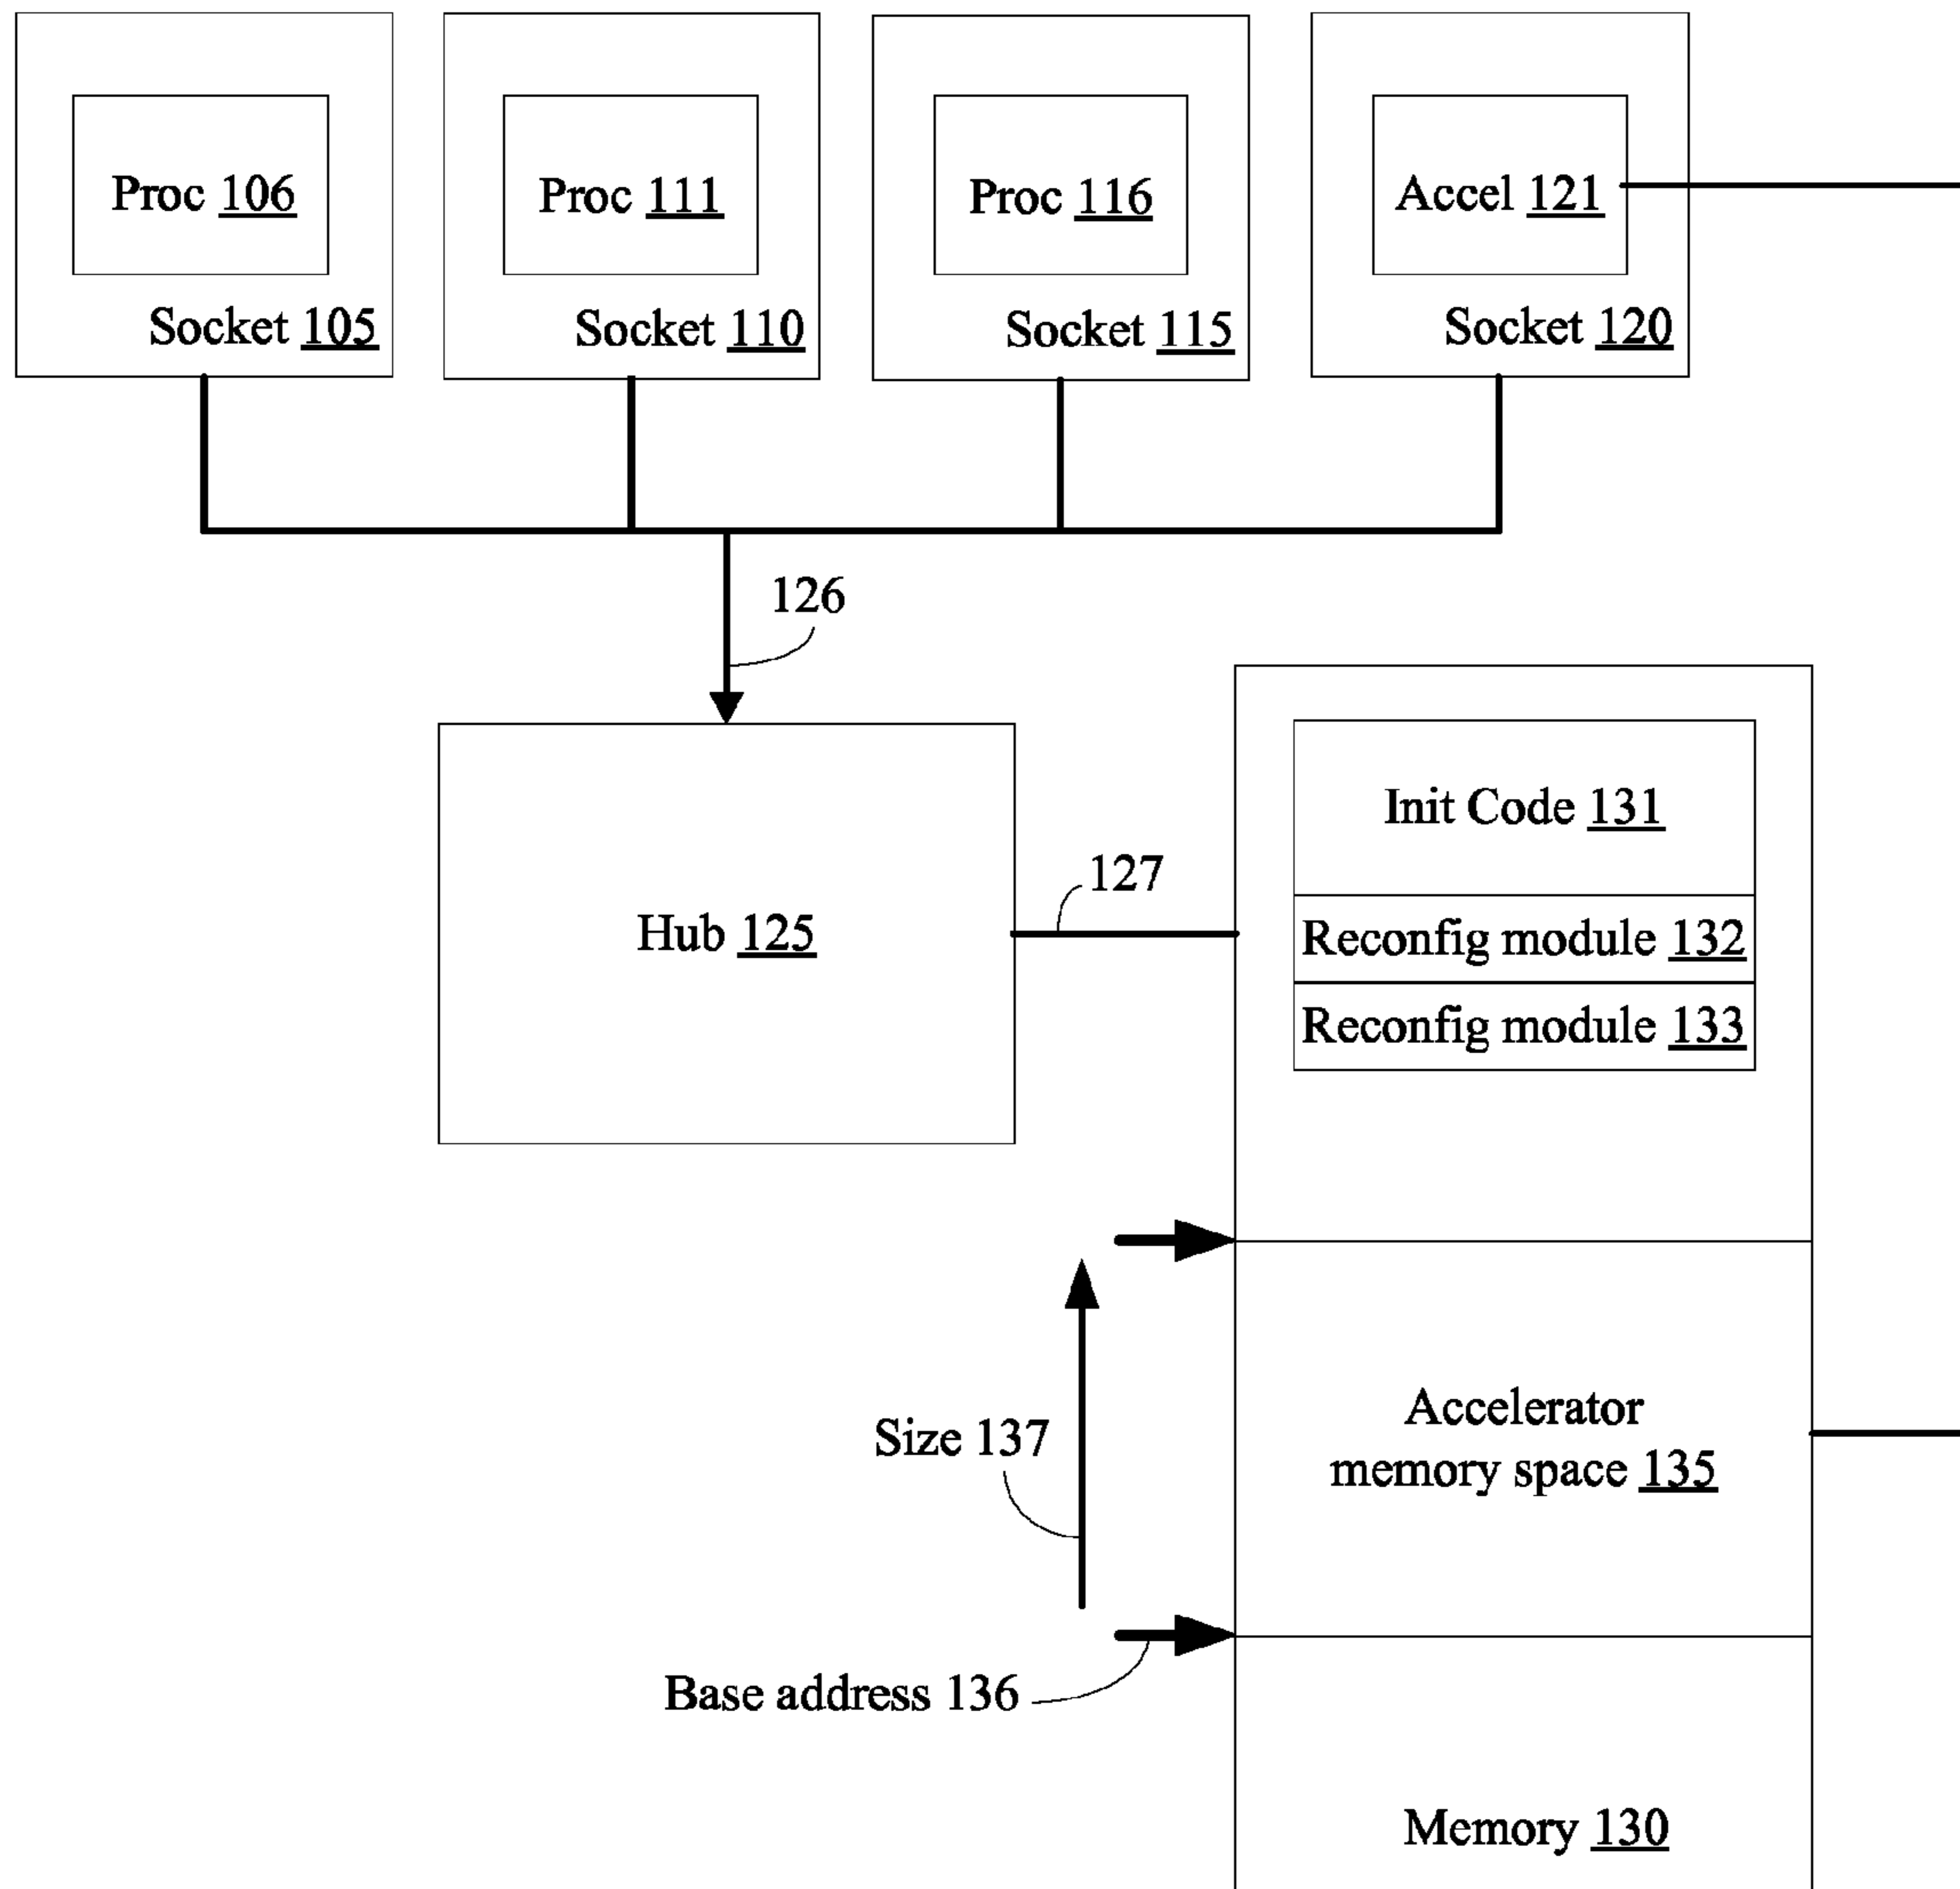 Proc 106
Socket 105
Proc 111
Socket 110
Proc 116
Socket 115
Accel 121
Socket 120
126
Hub 125
127
Init Code 131
Reconfig module 132
Reconfig module 133
Size 137
Accelerator
memory space 135
Base address 136
Memory 130